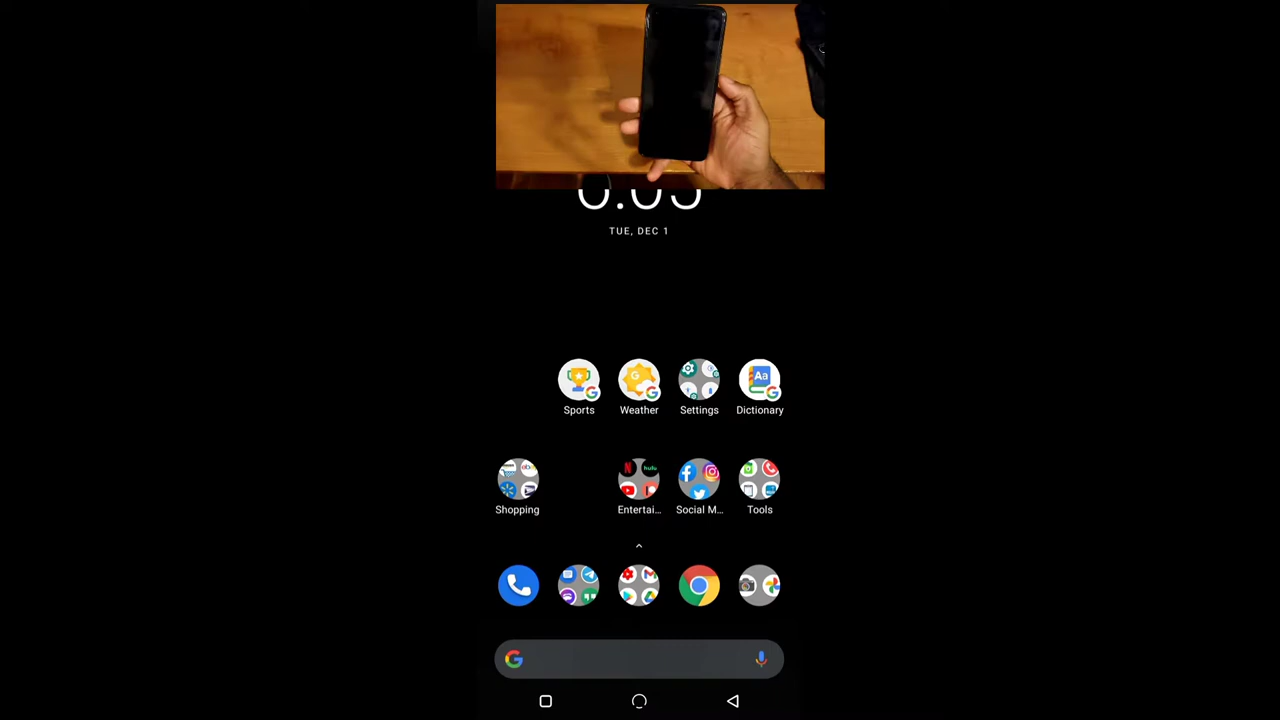 TUE, DEC 1
Sports
Weather
Settings
Dictionary
Shopping
Entertai...
Social M...
Tools